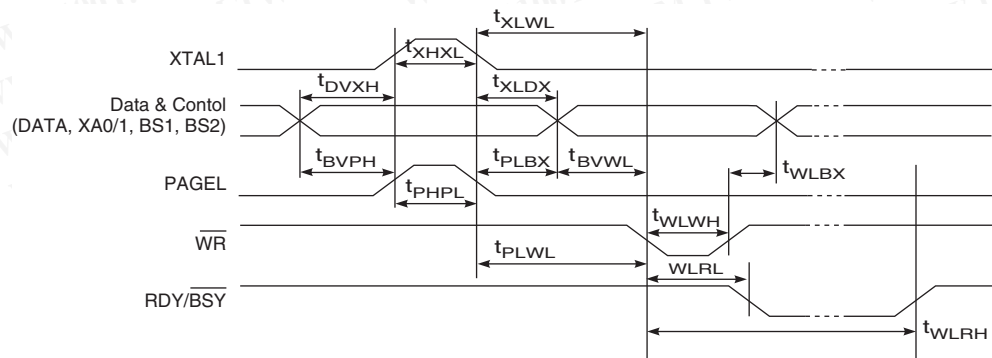 tXLWL
XTAL1
tXHXL
tDVXH
tXLDX
Data & Contol
(DATA, XA0/1, BS1, BS2)
tBVPH
tPLBX
tBVWL
tWLBX
PAGEL
tPHPL
tWLWH
WR
tPLWL
WLRL
RDY/BSY
tWLRH